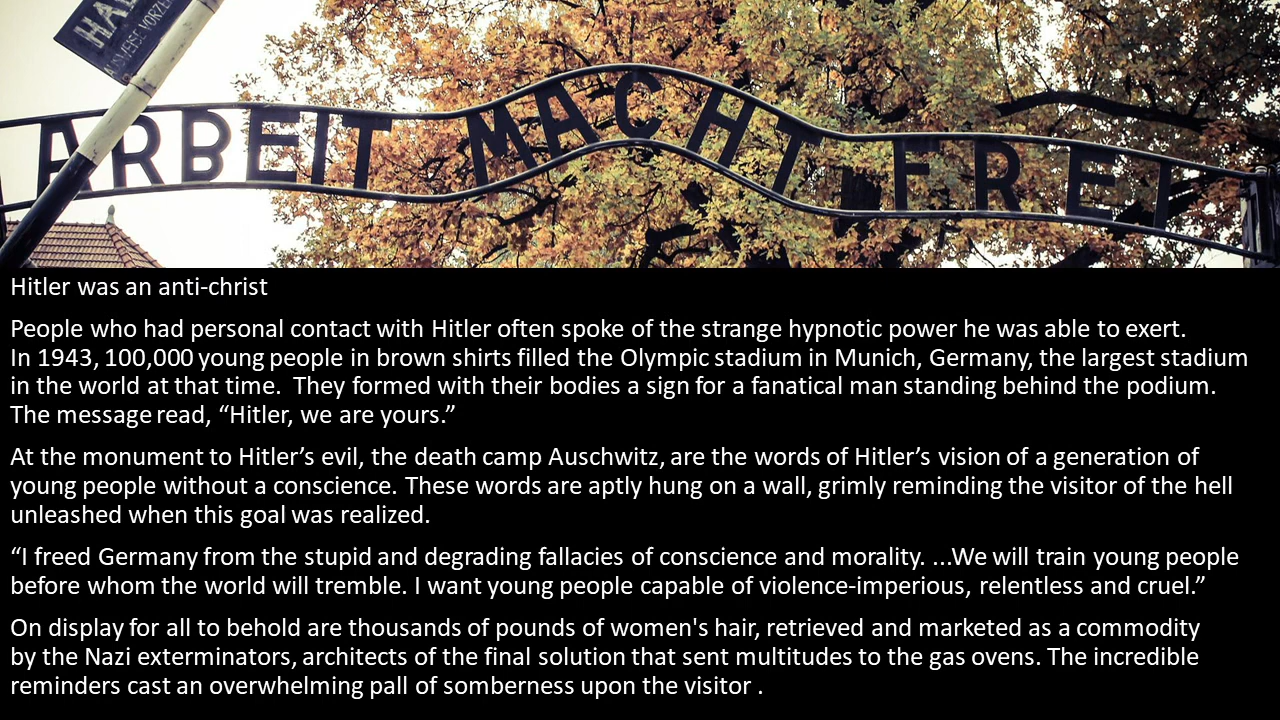 HA
ARBEIT MACHT FREI
Hitler was an anti-christ
People who had personal contact with Hitler often spoke of the strange hypnotic power he was able to exert.
In 1943, 100,000 young people in brown shirts filled the Olympic stadium in Munich, Germany, the largest stadium
in the world at that time.  They formed with their bodies a sign for a fanatical man standing behind the podium.
The message read, “Hitler, we are yours.”
At the monument to Hitler’s evil, the death camp Auschwitz, are the words of Hitler’s vision of a generation of
young people without a conscience. These words are aptly hung on a wall, grimly reminding the visitor of the hell
unleashed when this goal was realized.
“I freed Germany from the stupid and degrading fallacies of conscience and morality. ...We will train young people
before whom the world will tremble. I want young people capable of violence-imperious, relentless and cruel.”
On display for all to behold are thousands of pounds of women's hair, retrieved and marketed as a commodity
by the Nazi exterminators, architects of the final solution that sent multitudes to the gas ovens. The incredible
reminders cast an overwhelming pall of somberness upon the visitor .